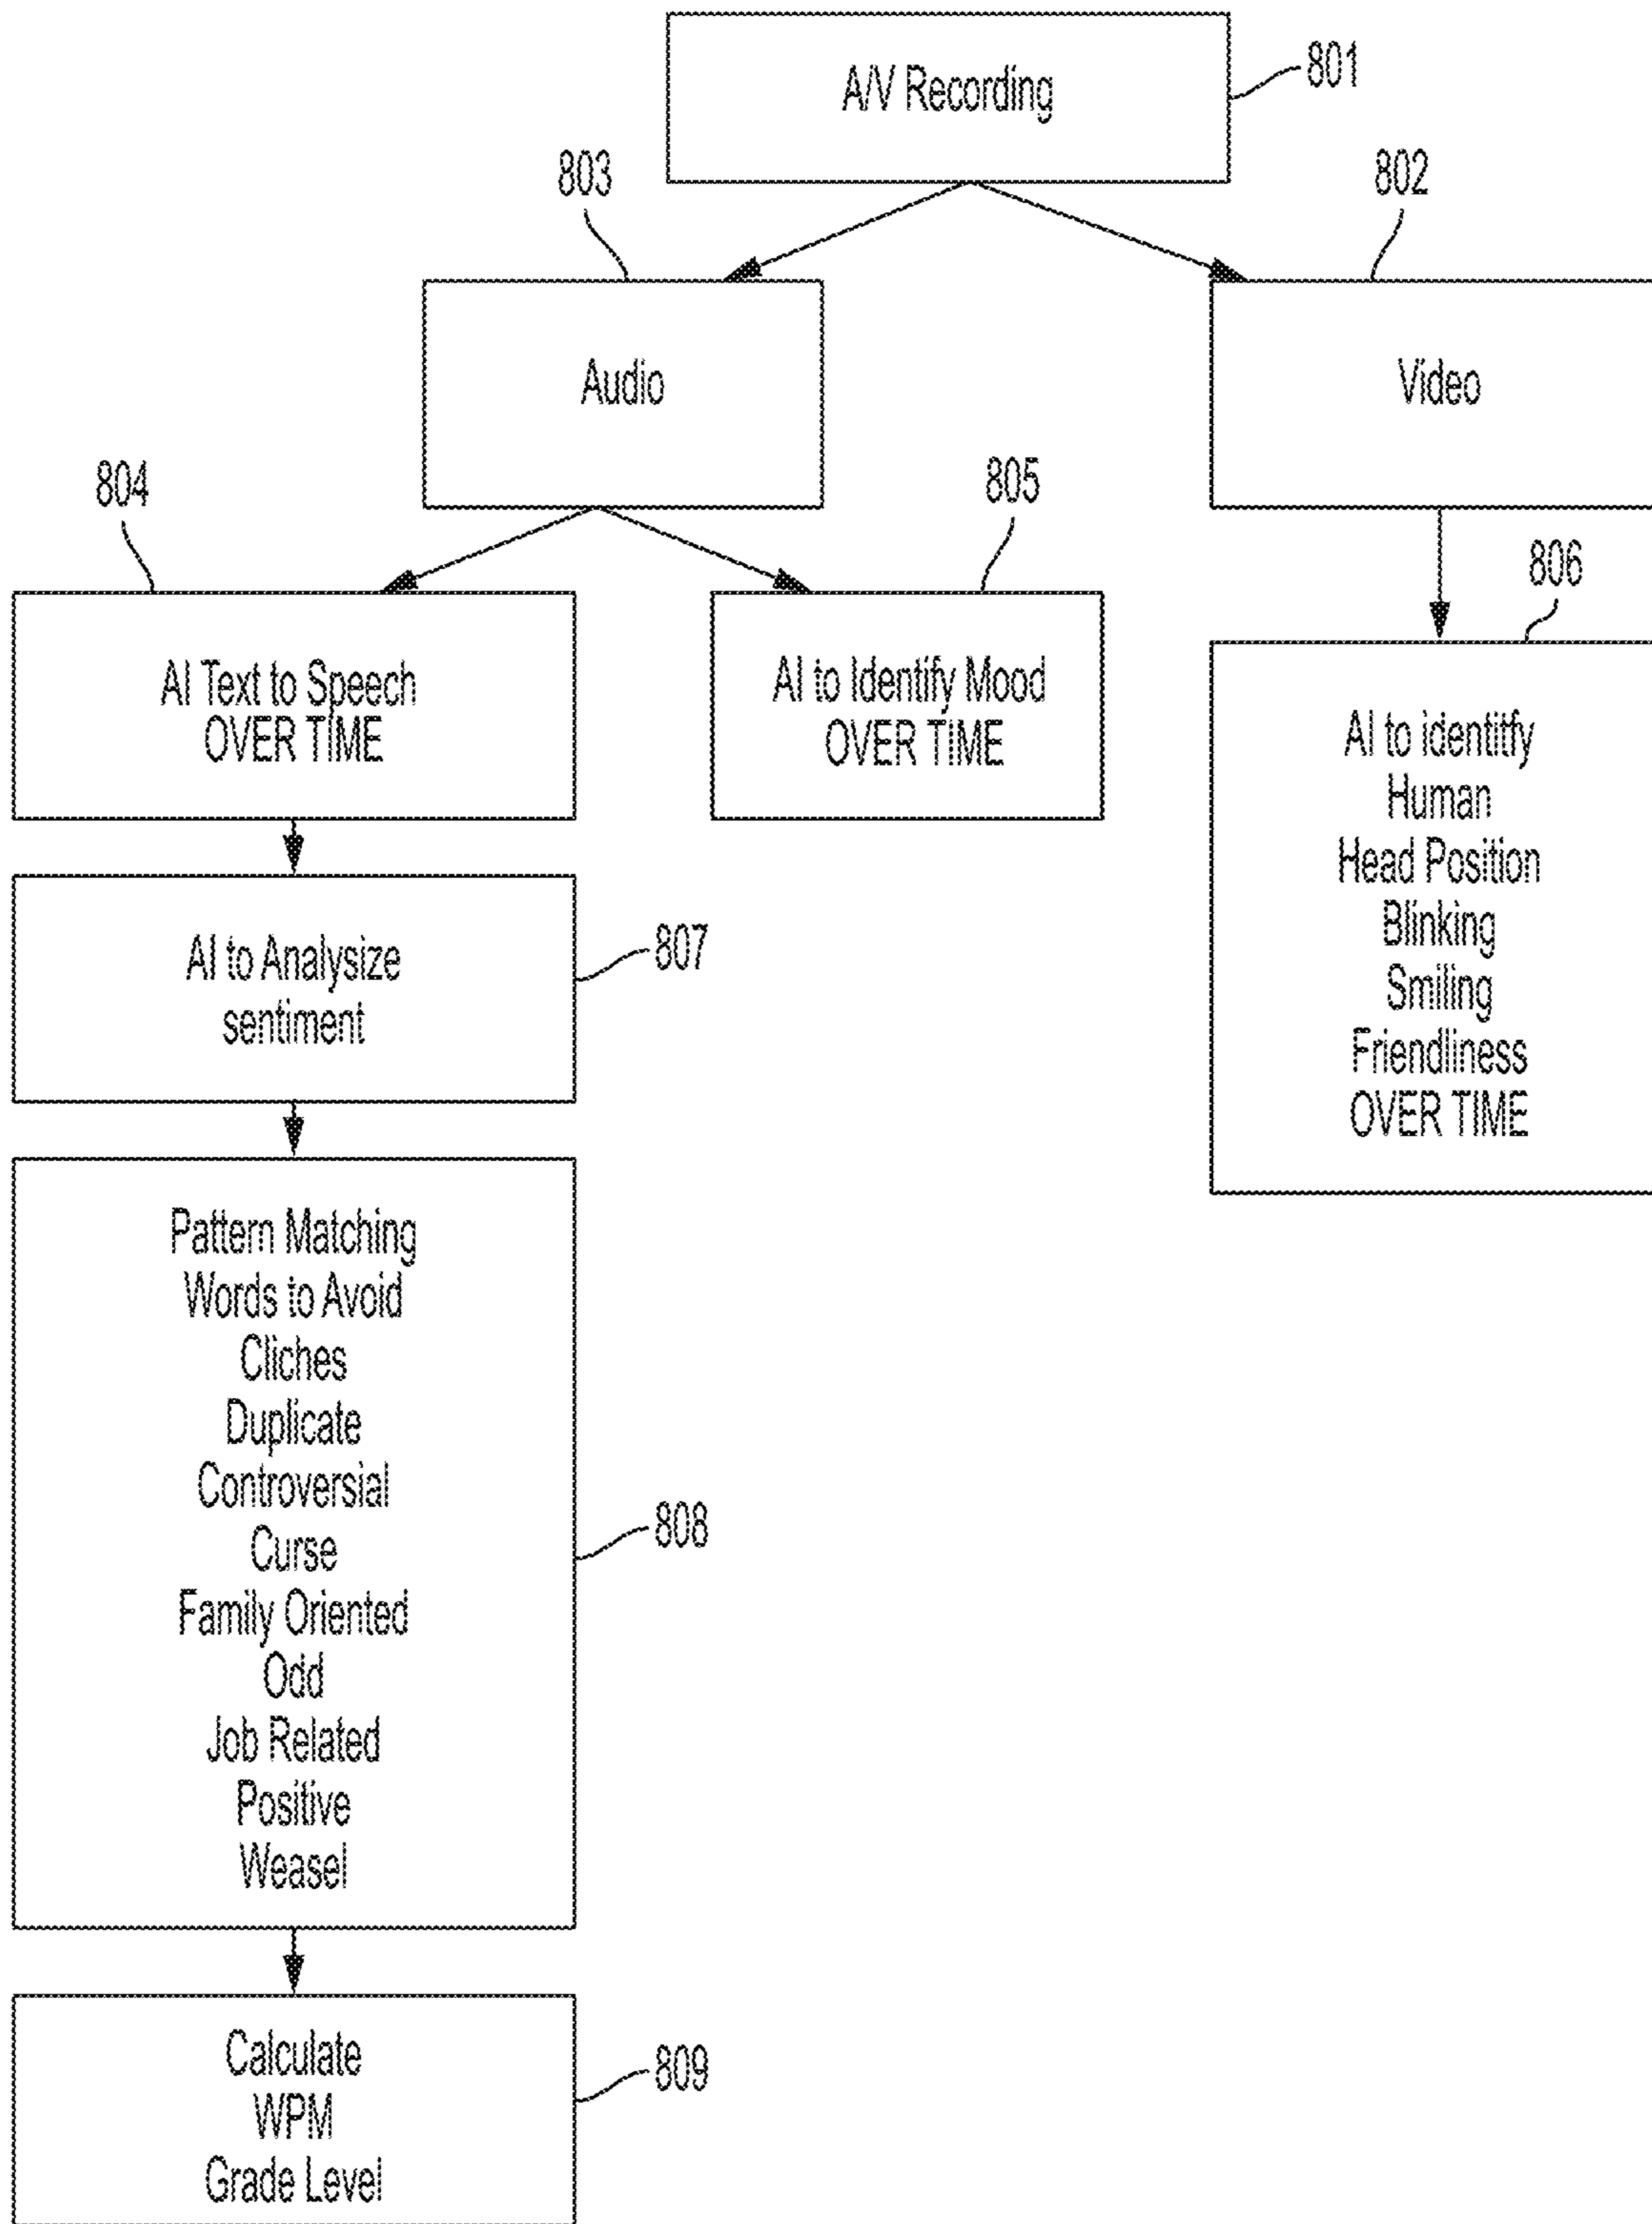 A/V Recording
801
803
802
Audio
Video
804
805
806
AI Text to Speech
OVER TIME
AI to Identify Mood
OVER TIME
AI to identitfy
Human
Head Position
Blinking
Smiling
Friendliness
OVER TIME
AI to Analysize
sentiment
807
Pattern Matching
Words to Avoid
Cliches
Duplicate
Controversial
Curse
Family Oriented
Odd
Job Related
Positive
Weasel
808
Calculate
WPM
Grade Level
809